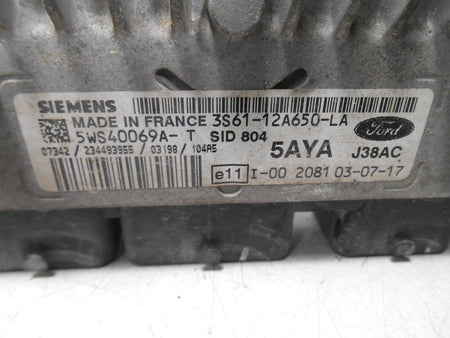 SIEMENS
MADE IN FRANCE 3S61-12A650-LA
5WS40069A-T SID 804
Ford
5AYA J38AC
07342 / 234493955 / 03198 / 104A5
e11 I-00 2081 03-07-17